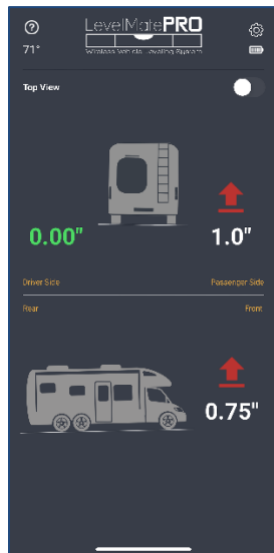 LevelMatePRO
Wireless Vehicle Leveling System
71°
Top View
0.00"
1.0"
Driver Side
Passenger Side
Rear
Front
0.75"